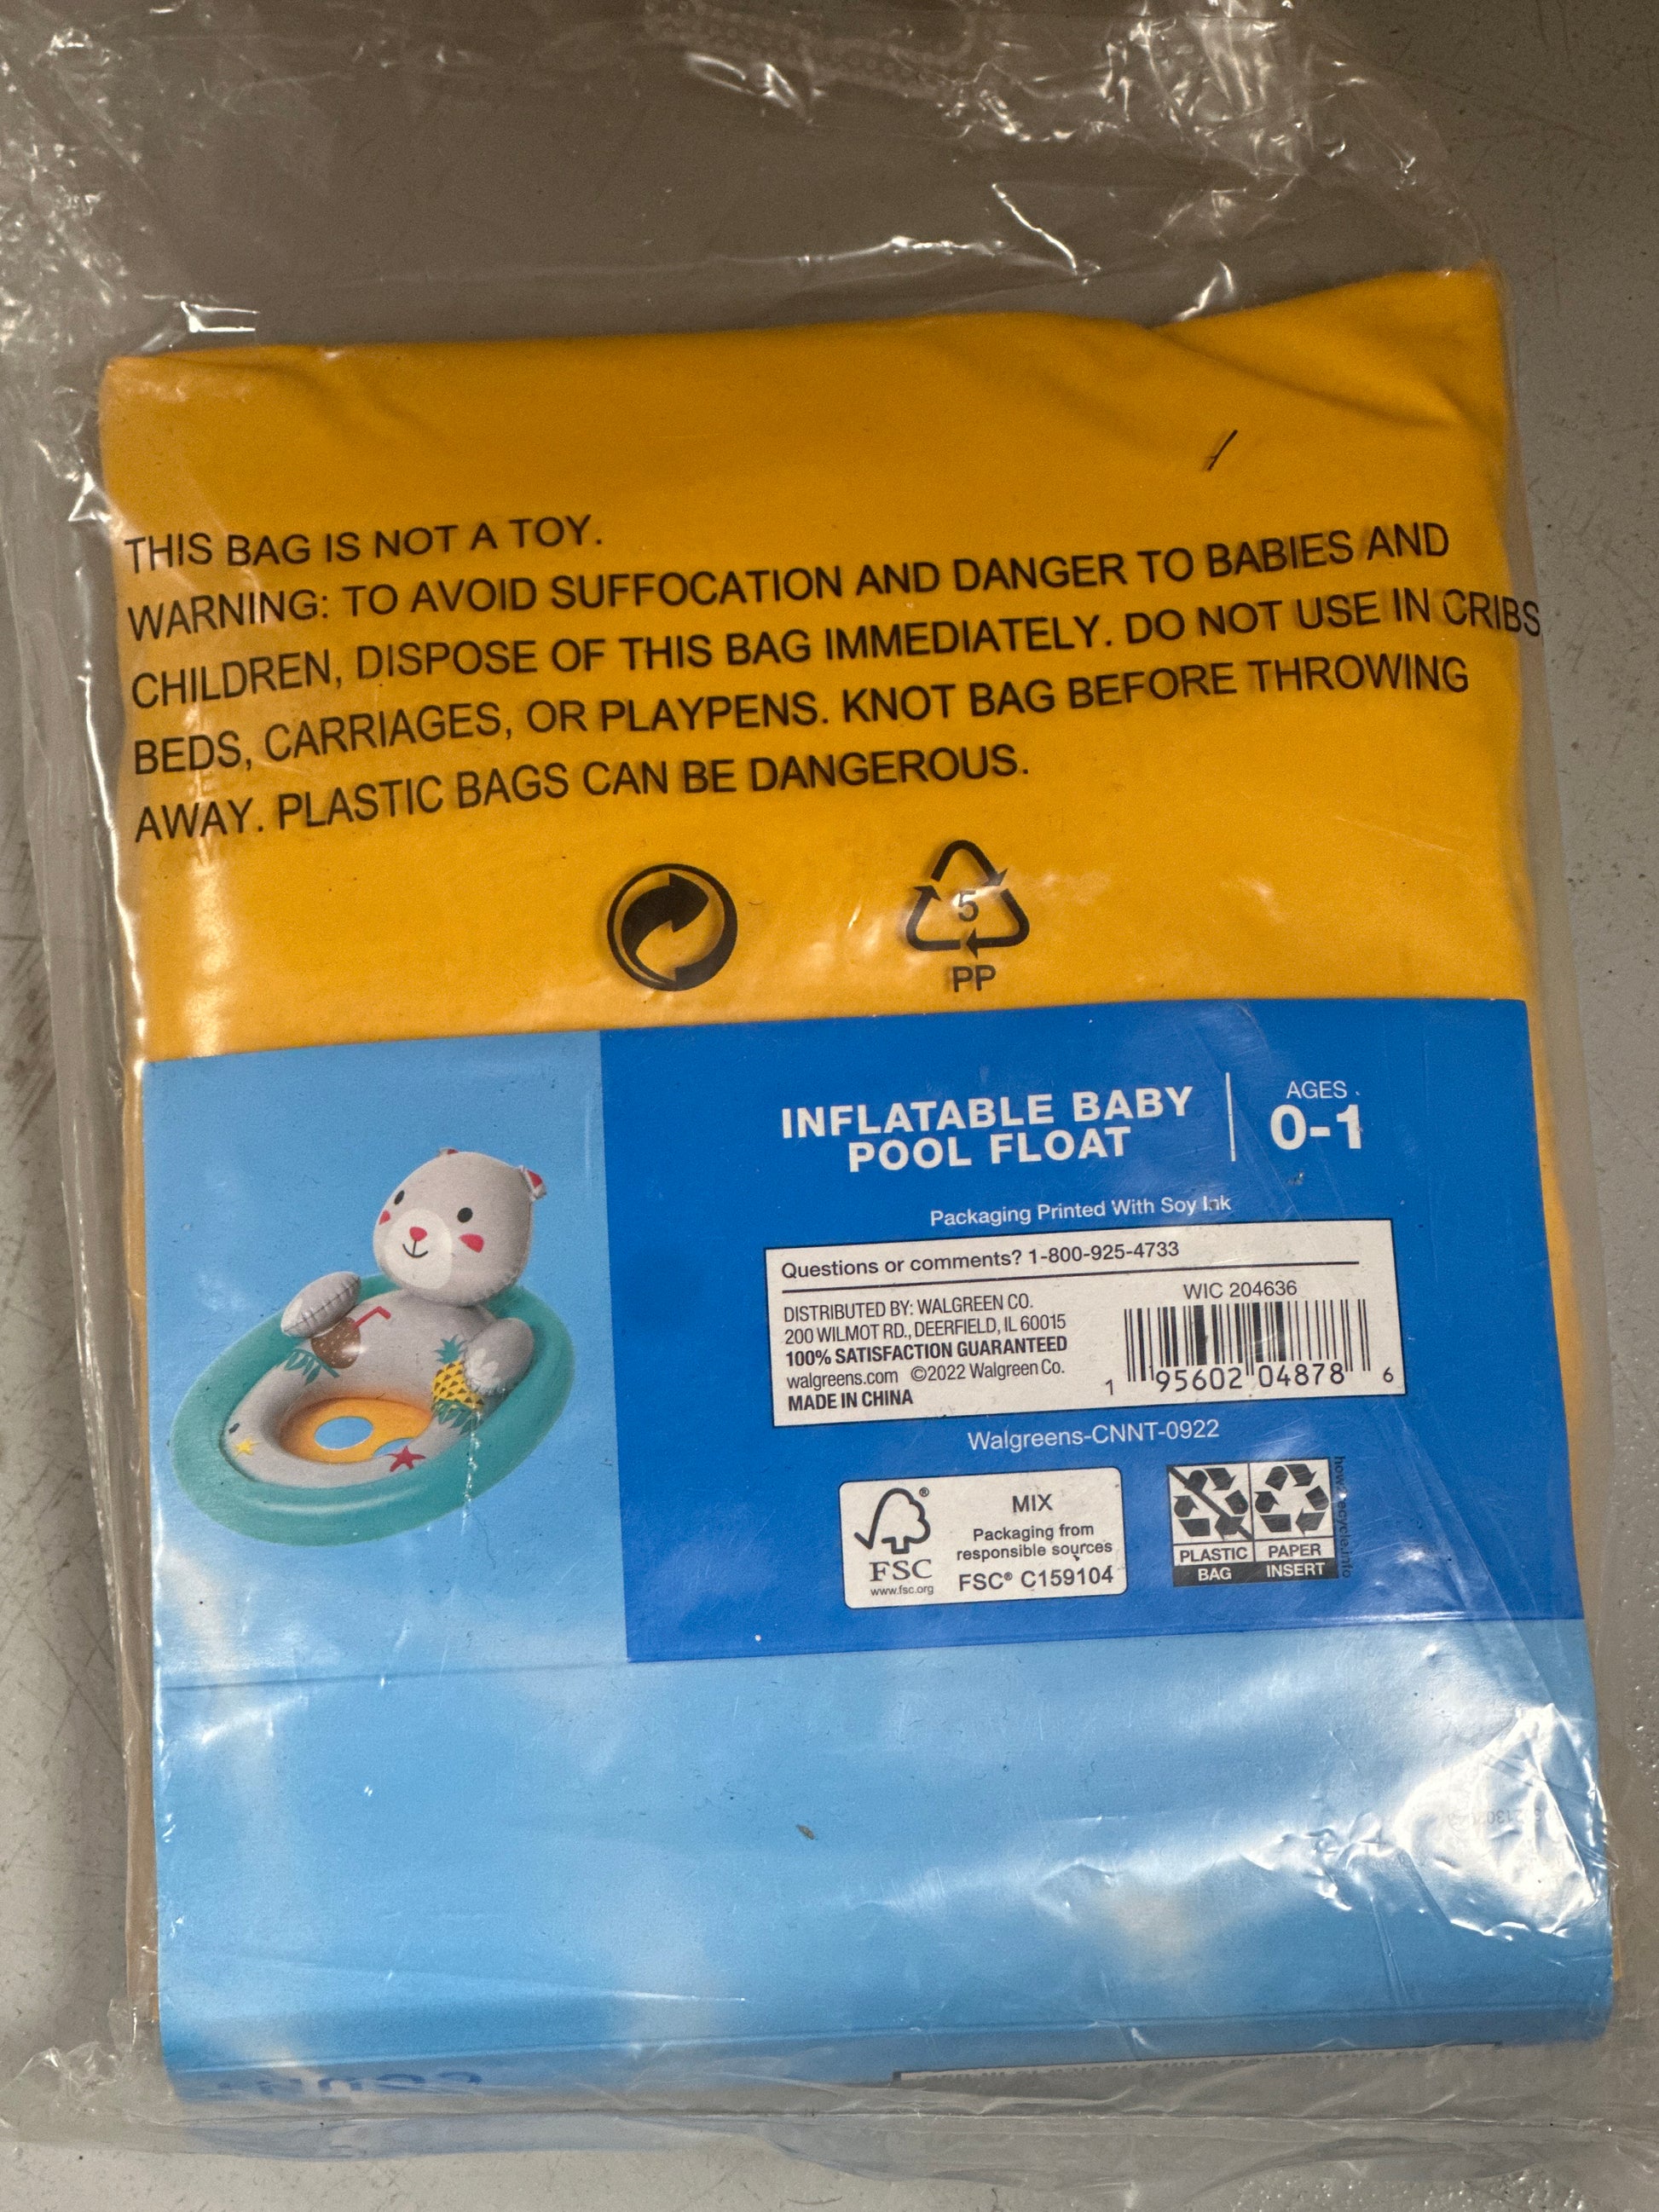 THIS BAG IS NOT A TOY.
WARNING: TO AVOID SUFFOCATION AND DANGER TO BABIES AND
CHILDREN, DISPOSE OF THIS BAG IMMEDIATELY. DO NOT USE IN CRIBS
BEDS, CARRIAGES, OR PLAYPENS. KNOT BAG BEFORE THROWING
AWAY. PLASTIC BAGS CAN BE DANGEROUS.
5
PP
INFLATABLE BABY
POOL FLOAT
AGES
0-1
Packaging Printed With Soy Ink
Questions or comments? 1-800-925-4733
DISTRIBUTED BY: WALGREEN CO.
200 WILMOT RD., DEERFIELD, IL 60015
100% SATISFACTION GUARANTEED
walgreens.com ©2022 Walgreen Co.
MADE IN CHINA
WIC 204636
1 95602 04878 6
Walgreens-CNNT-0922
FSC®
www.fsc.org
MIX
Packaging from
responsible sources
FSC® C159104
PLASTIC
BAG
PAPER
INSERT
how2recycle.info